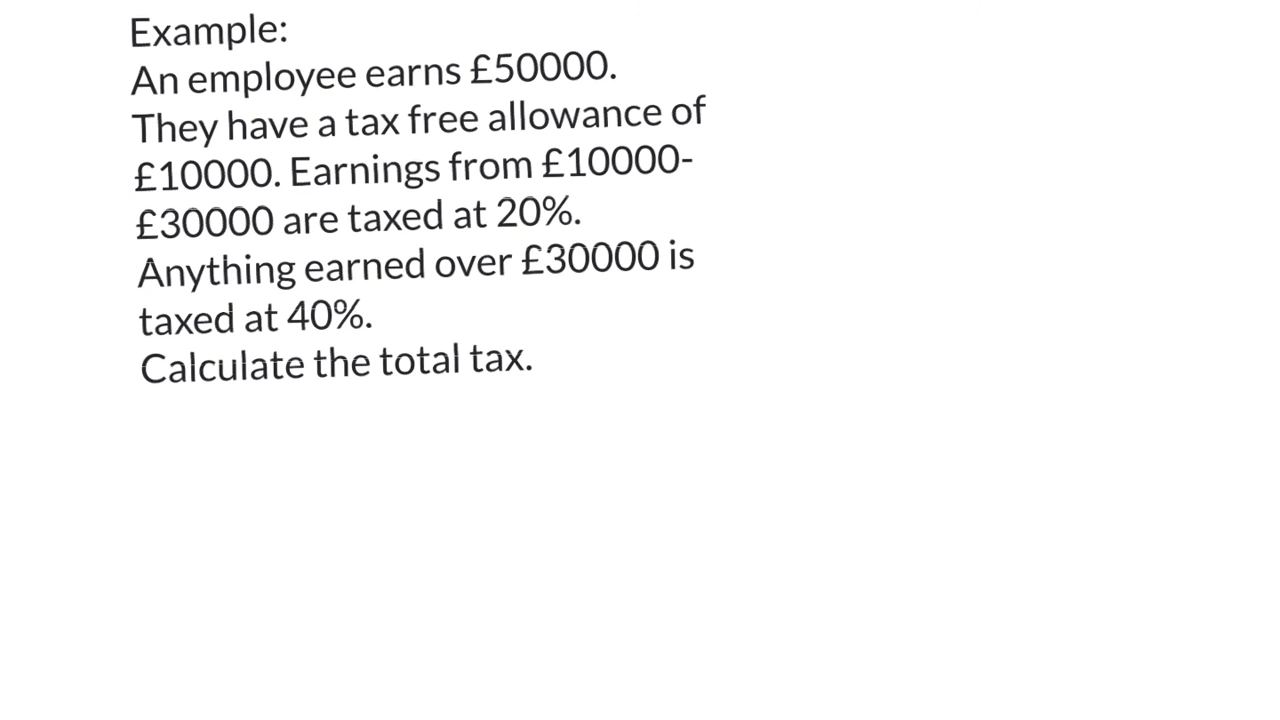 Example:
An employee earns £50000.
They have a tax free allowance of
£10000. Earnings from £10000-
£30000 are taxed at 20%.
Anything earned over £30000 is
taxed at 40%.
Calculate the total tax.